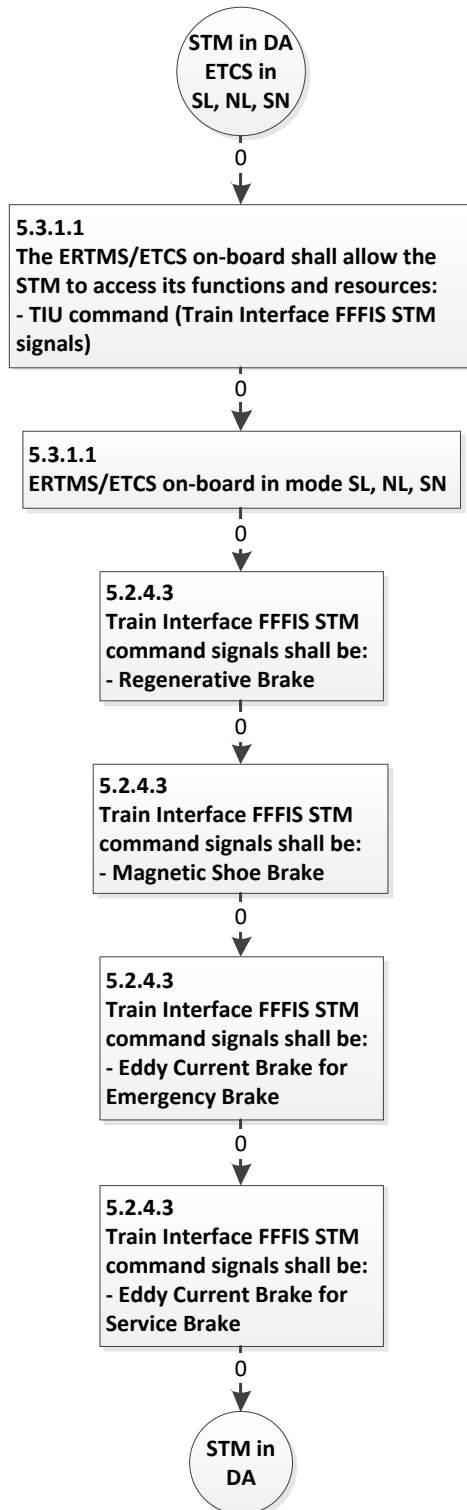 STM in DA
ETCS in
SL, NL, SN
0
5.3.1.1
The ERTMS/ETCS on-board shall allow the
STM to access its functions and resources:
- TIU command (Train Interface FFFIS STM
signals)
0
5.3.1.1
ERTMS/ETCS on-board in mode SL, NL, SN
0
5.2.4.3
Train Interface FFFIS STM
command signals shall be:
- Regenerative Brake
0
5.2.4.3
Train Interface FFFIS STM
command signals shall be:
- Magnetic Shoe Brake
0
5.2.4.3
Train Interface FFFIS STM
command signals shall be:
- Eddy Current Brake for
Emergency Brake
0
5.2.4.3
Train Interface FFFIS STM
command signals shall be:
- Eddy Current Brake for
Service Brake
0
STM in
DA